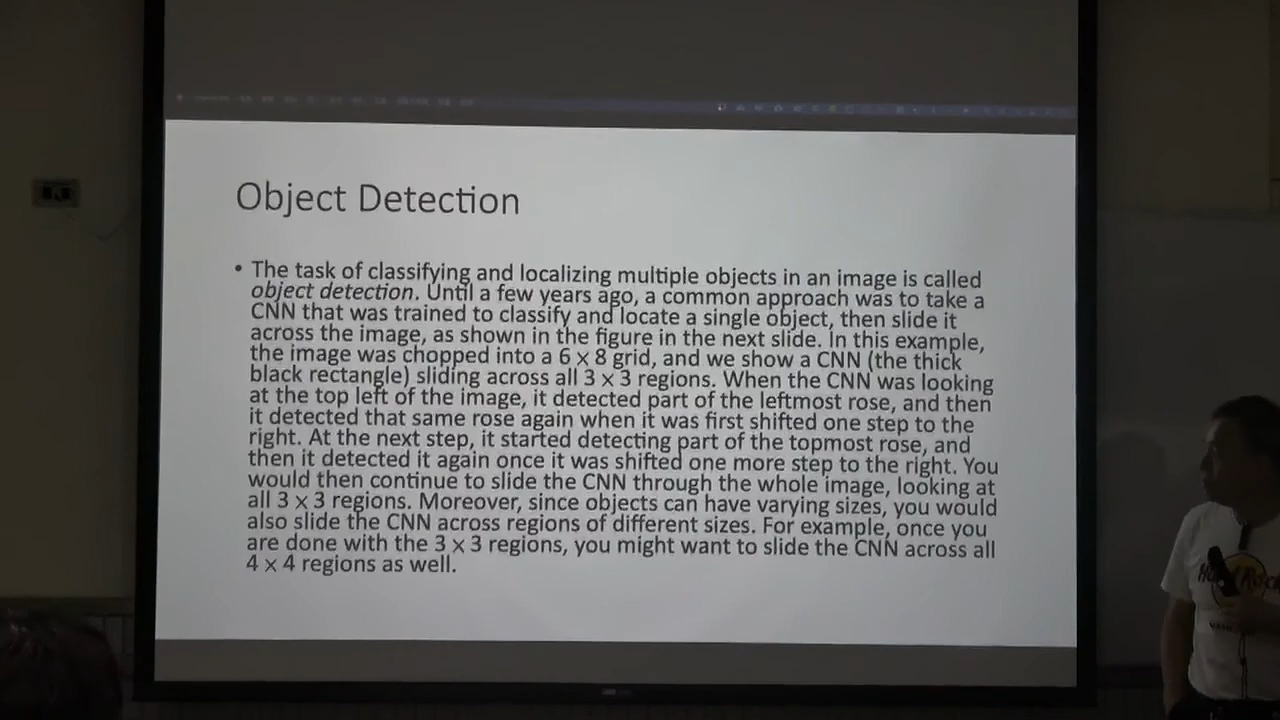 Object Detection
• The task of classifying and localizing multiple objects in an image is called
object detection. Until a few years ago, a common approach was to take a
CNN that was trained to classify and locate a single object, then slide it
across the image, as shown in the figure in the next slide. In this example,
the image was chopped into a 6 × 8 grid, and we show a CNN (the thick
black rectangle) sliding across all 3 × 3 regions. When the CNN was looking
at the top left of the image, it detected part of the leftmost rose, and then
it detected that same rose again when it was first shifted one step to the
right. At the next step, it started detecting part of the topmost rose, and
then it detected it again once it was shifted one more step to the right. You
would then continue to slide the CNN through the whole image, looking at
all 3 × 3 regions. Moreover, since objects can have varying sizes, you would
also slide the CNN across regions of different sizes. For example, once you
are done with the 3 × 3 regions, you might want to slide the CNN across all
4 × 4 regions as well.